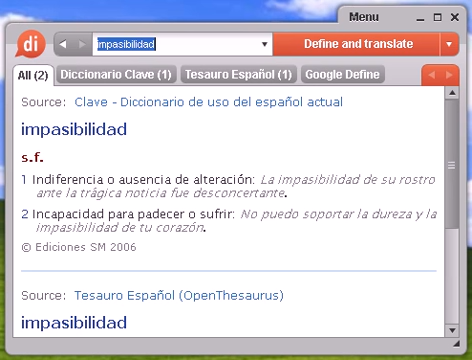 Menu
di
impasibilidad
Define and translate
All (2)
Diccionario Clave (1)
Tesauro Español (1)
Google Define
Source: Clave - Diccionario de uso del español actual
impasibilidad
s.f.
1 Indiferencia o ausencia de alteración: La impasibilidad de su rostro
ante la trágica noticia fue desconcertante.
2 Incapacidad para padecer o sufrir: No puedo soportar la dureza y la
impasibilidad de tu corazón.
© Ediciones SM 2006
Source: Tesauro Español (OpenThesaurus)
impasibilidad